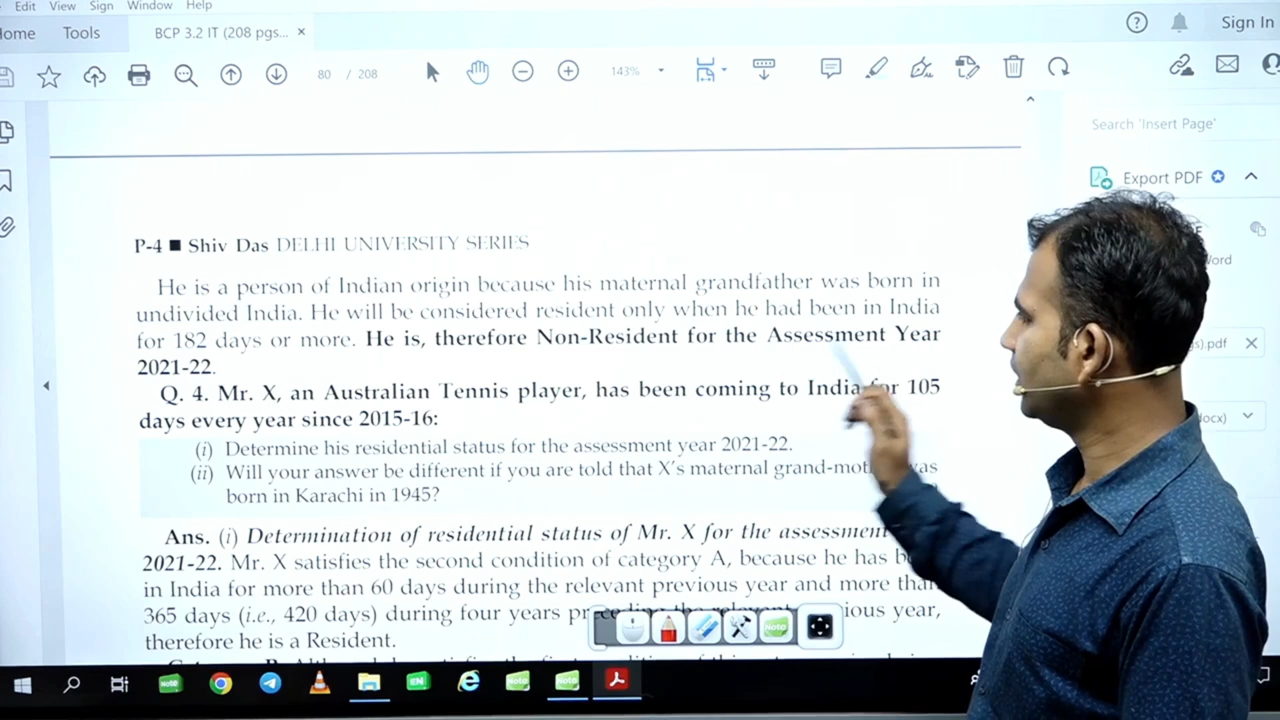 Edit View Sign Window Help
Home Tools BCP 3.2 IT (208 pgs... × Sign In
80 / 208 143%
Search 'Insert Page'
Export PDF
P-4 ■ Shiv Das DELHI UNIVERSITY SERIES
He is a person of Indian origin because his maternal grandfather was born in
undivided India. He will be considered resident only when he had been in India
for 182 days or more. He is, therefore Non-Resident for the Assessment Year
2021-22.
Q. 4. Mr. X, an Australian Tennis player, has been coming to India for 105
days every year since 2015-16:
(i) Determine his residential status for the assessment year 2021-22.
(ii) Will your answer be different if you are told that X's maternal was
born in Karachi in 1945?
Ans. (i) Determination of residential status of Mr. X for the assessment
2021-22. Mr. X satisfies the second condition of category A, because he has
in India for more than 60 days during the relevant previous year and more than
365 days (i.e., 420 days) during four years year,
therefore he is a Resident.